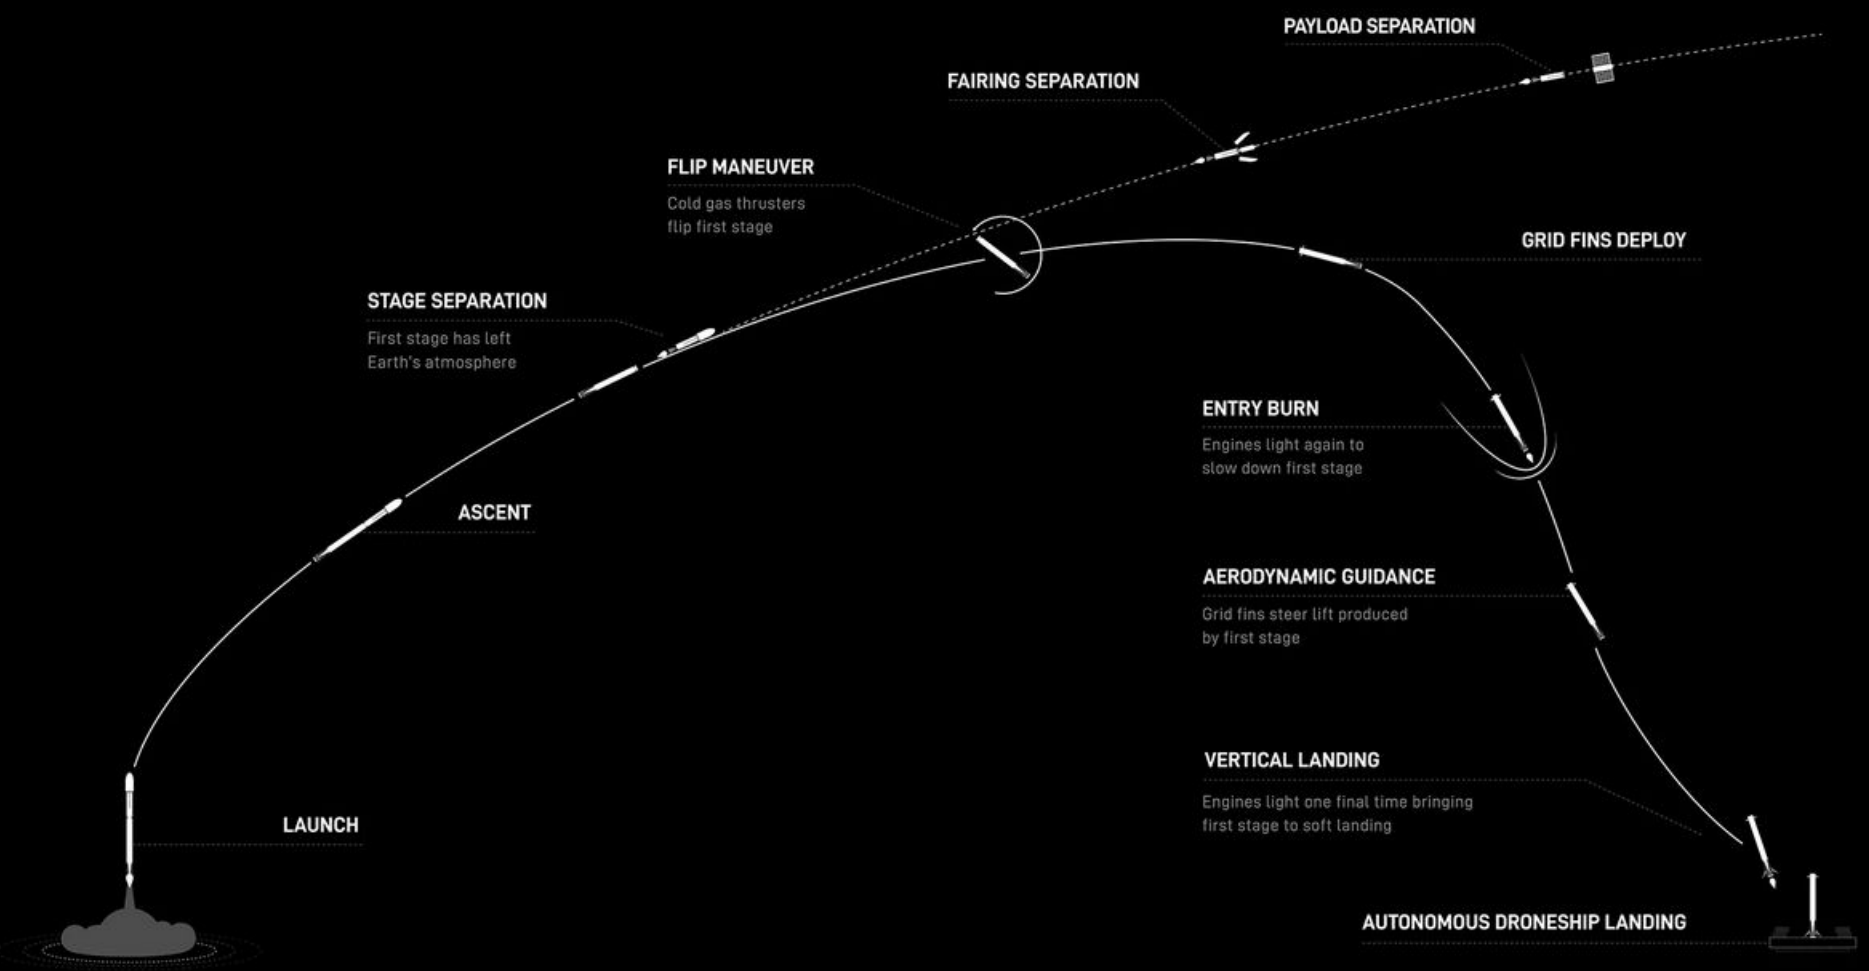 PAYLOAD SEPARATION
FAIRING SEPARATION
FLIP MANEUVER
Cold gas thrusters
flip first stage
GRID FINS DEPLOY
STAGE SEPARATION
First stage has left
Earth's atmosphere
ENTRY BURN
Engines light again to
slow down first stage
ASCENT
AERODYNAMIC GUIDANCE
Grid fins steer lift produced
by first stage
VERTICAL LANDING
Engines light one final time bringing
first stage to soft landing
LAUNCH
AUTONOMOUS DRONESHIP LANDING